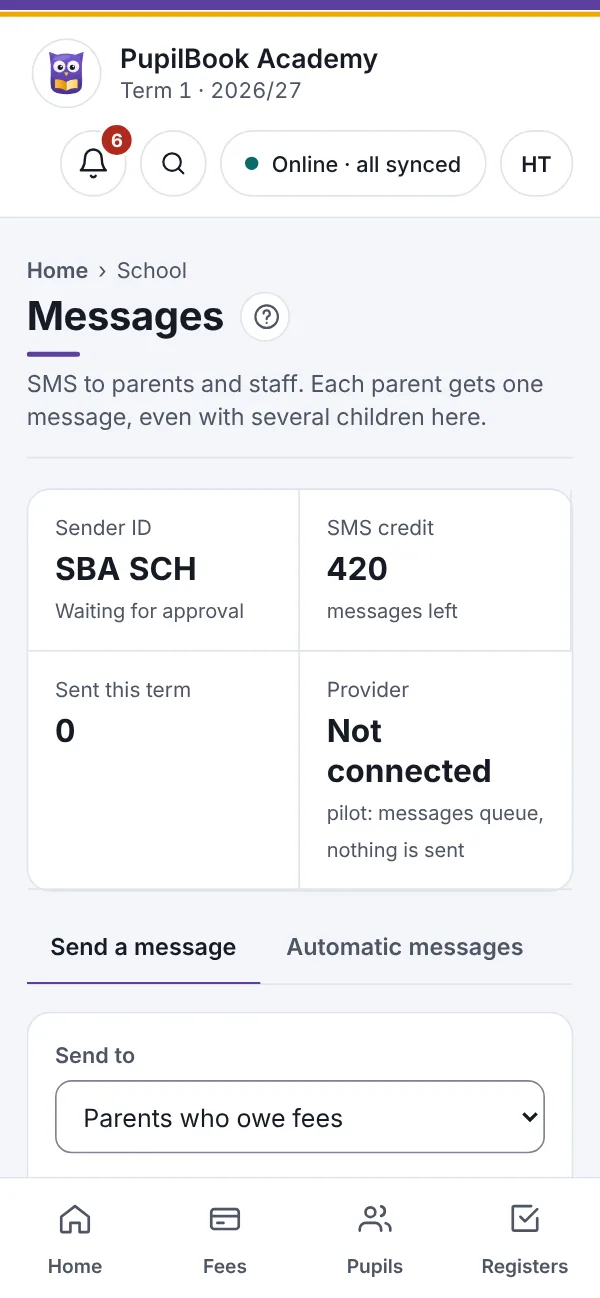 PupilBook Academy
Term 1 · 2026/27
6
Online · all synced
HT
Home › School
Messages
SMS to parents and staff. Each parent gets one
message, even with several children here.
Sender ID
SBA SCH
Waiting for approval
SMS credit
420
messages left
Sent this term
0
Provider
Not
connected
pilot: messages queue,
nothing is sent
Send a message
Automatic messages
Send to
Parents who owe fees
Home
Fees
Pupils
Registers